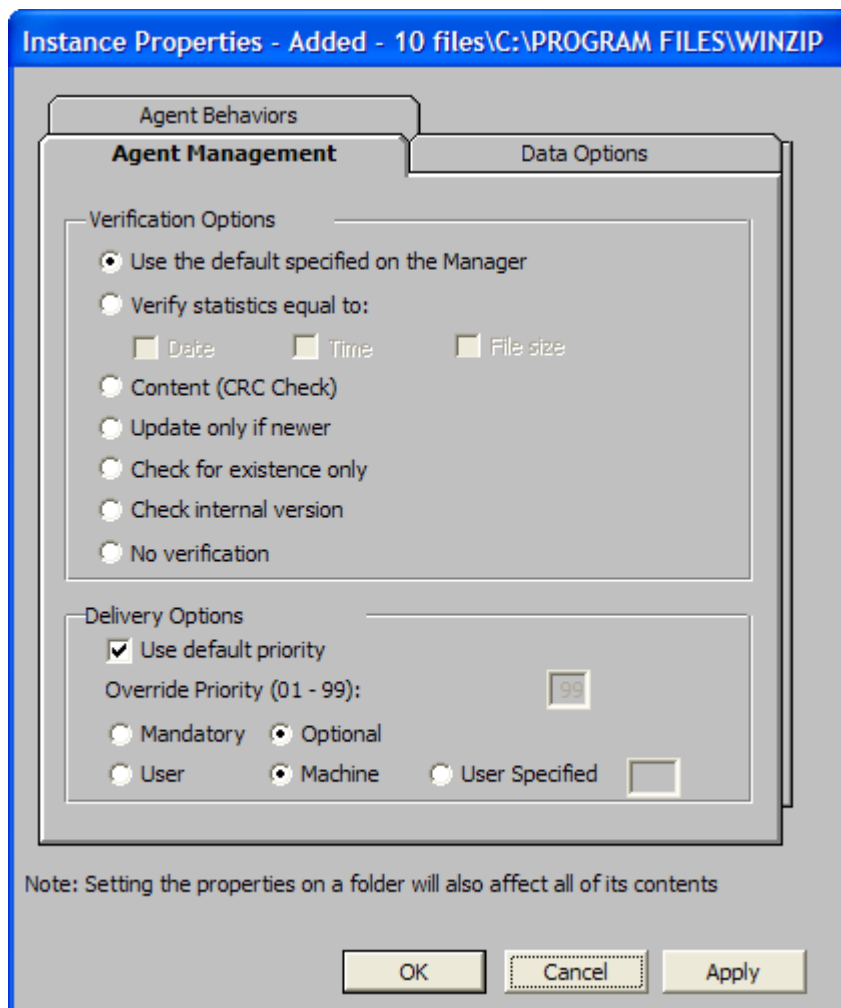 Instance Properties - Added - 10 files\C:\PROGRAM FILES\WINZIP
Agent Behaviors
Agent Management Data Options
Verification Options
Use the default specified on the Manager
Verify statistics equal to:
Date Time File size
Content (CRC Check)
Update only if newer
Check for existence only
Check internal version
No verification
Delivery Options
Use default priority
Override Priority (01 - 99): 99
Mandatory Optional
User Machine User Specified
Note: Setting the properties on a folder will also affect all of its contents
OK Cancel Apply